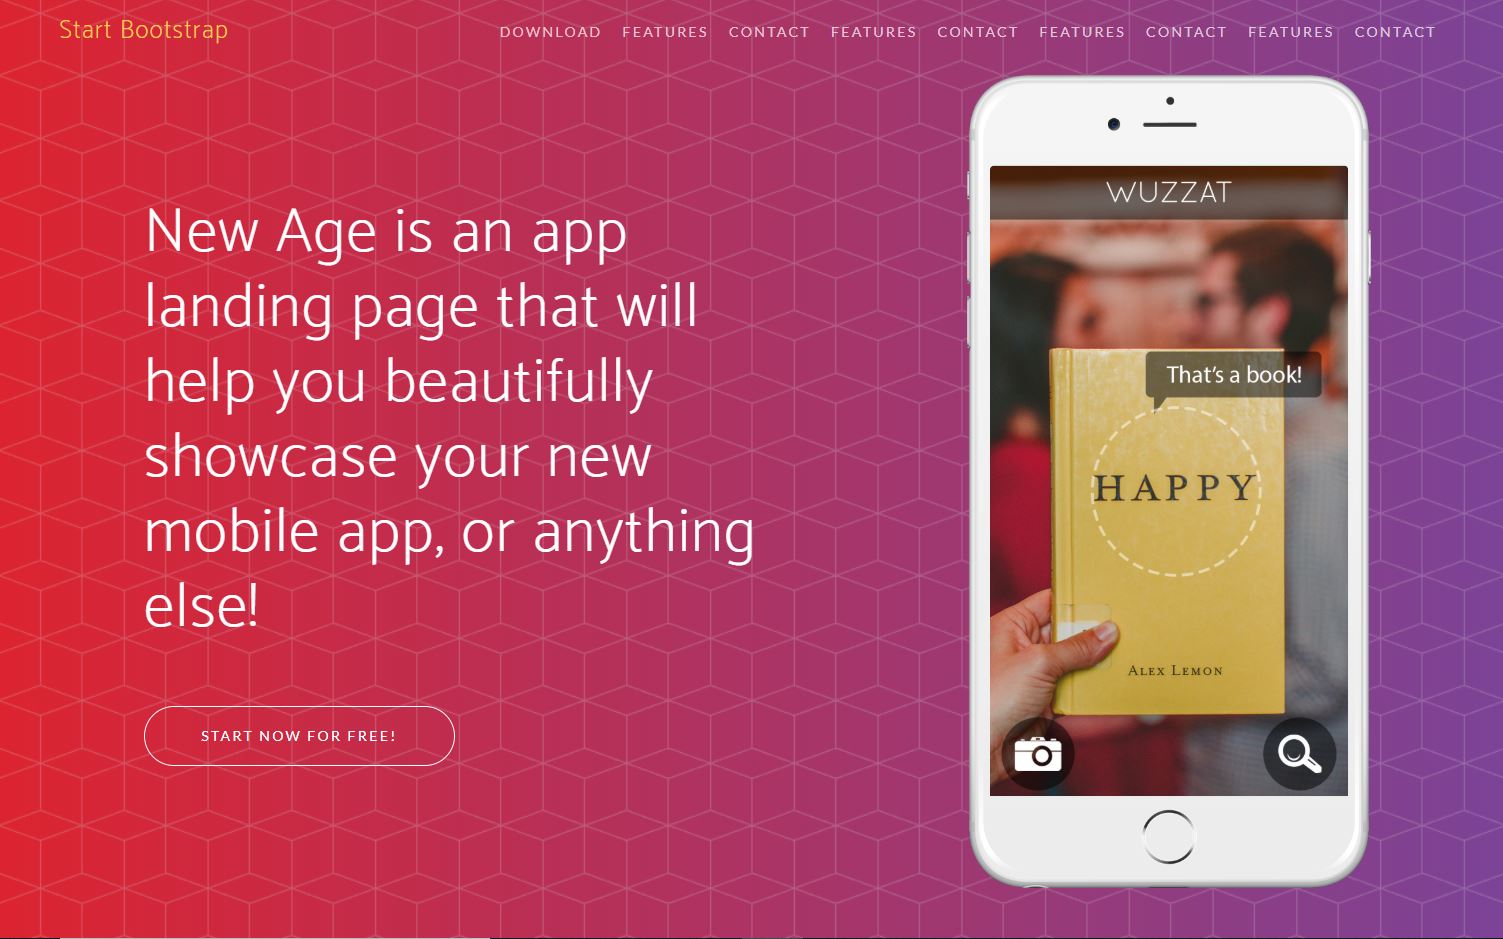 Start Bootstrap
DOWNLOAD FEATURES CONTACT FEATURES CONTACT FEATURES CONTACT FEATURES CONTACT
New Age is an app
landing page that will
help you beautifully
showcase your new
mobile app, or anything
else!
START NOW FOR FREE!
WUZZAT
That's a book!
HAPPY
ALEX LEMON